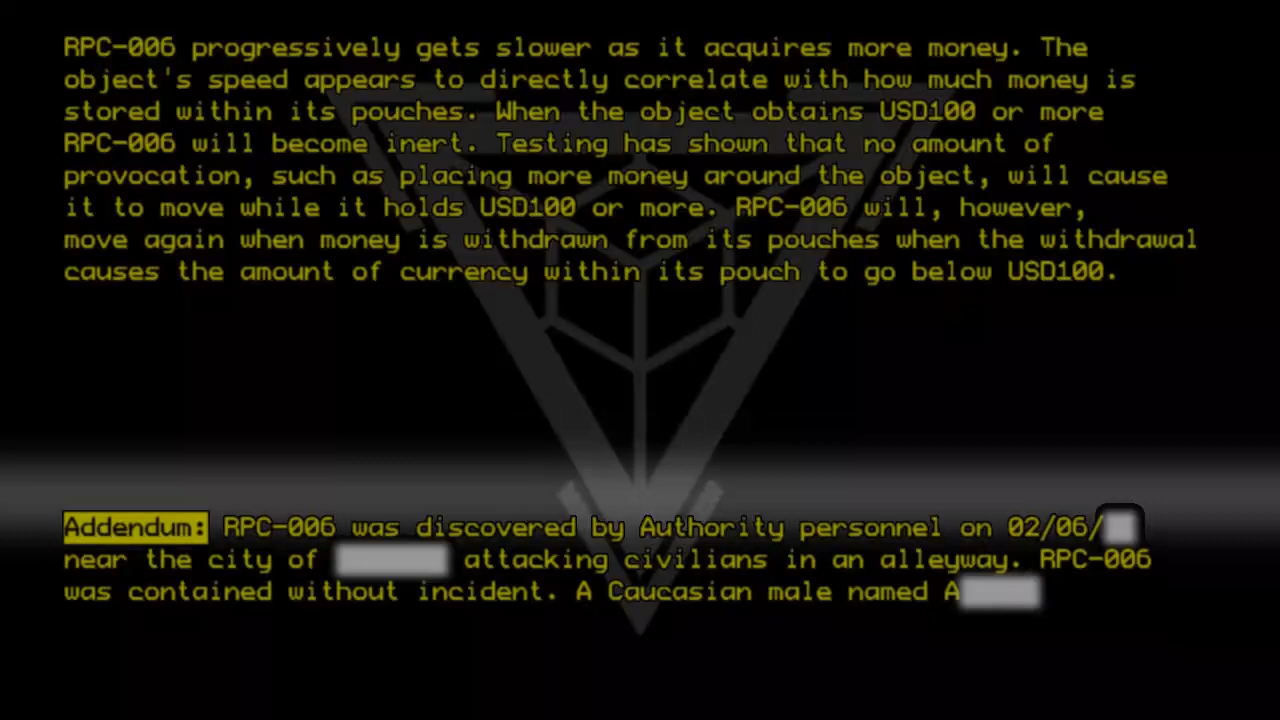 RPC-006 progressively gets slower as it acquires more money. The
object's speed appears to directly correlate with how much money is
stored within its pouches. When the object obtains USD100 or more
RPC-006 will become inert. Testing has shown that no amount of
provocation, such as placing more money around the object, will cause
it to move while it holds USD100 or more. RPC-006 will, however,
move again when money is withdrawn from its pouches when the withdrawal
causes the amount of currency within its pouch to go below USD100.
Addendum: RPC-006 was discovered by Authority personnel on 02/06/
near the city of attacking civilians in an alleyway. RPC-006
was contained without incident. A Caucasian male named A